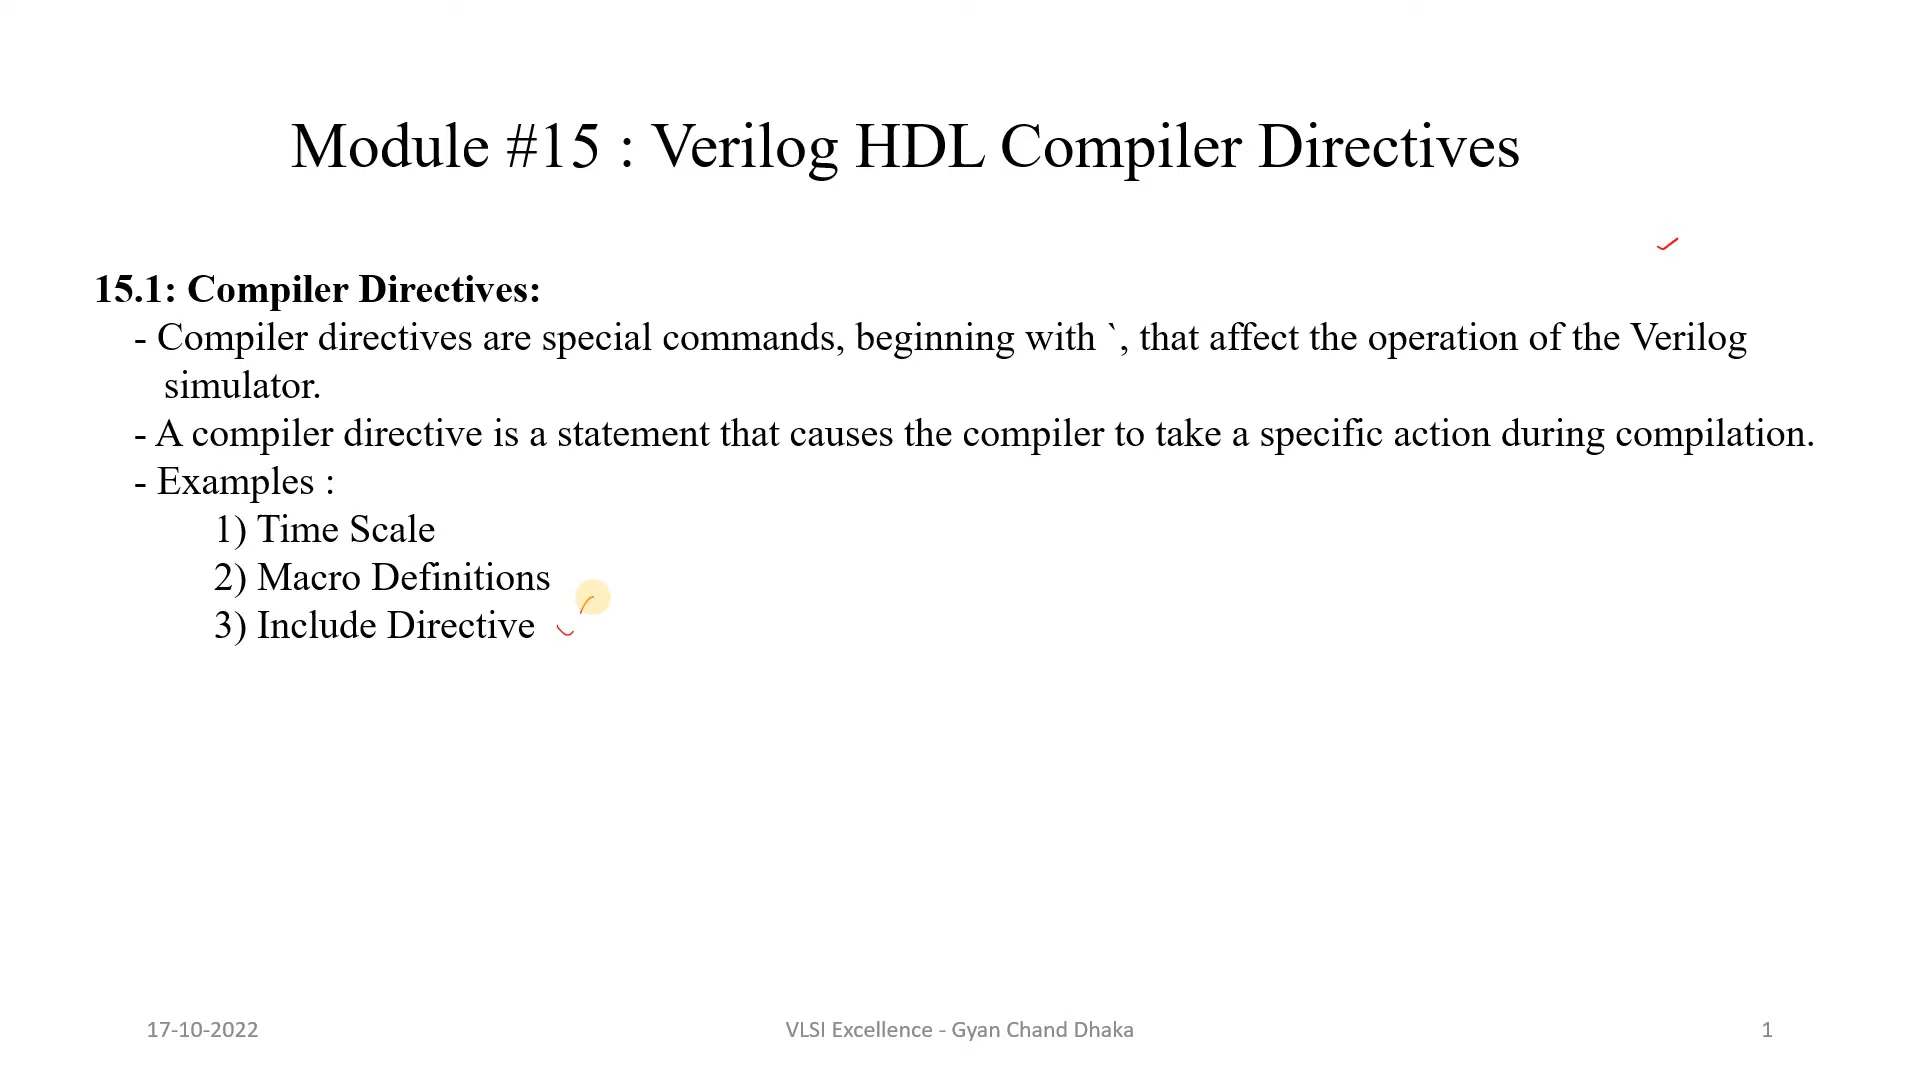 Module #15 : Verilog HDL Compiler Directives
15.1: Compiler Directives:
- Compiler directives are special commands, beginning with `, that affect the operation of the Verilog
simulator.
- A compiler directive is a statement that causes the compiler to take a specific action during compilation.
- Examples :
1) Time Scale
2) Macro Definitions
3) Include Directive
17-10-2022
VLSI Excellence - Gyan Chand Dhaka
1